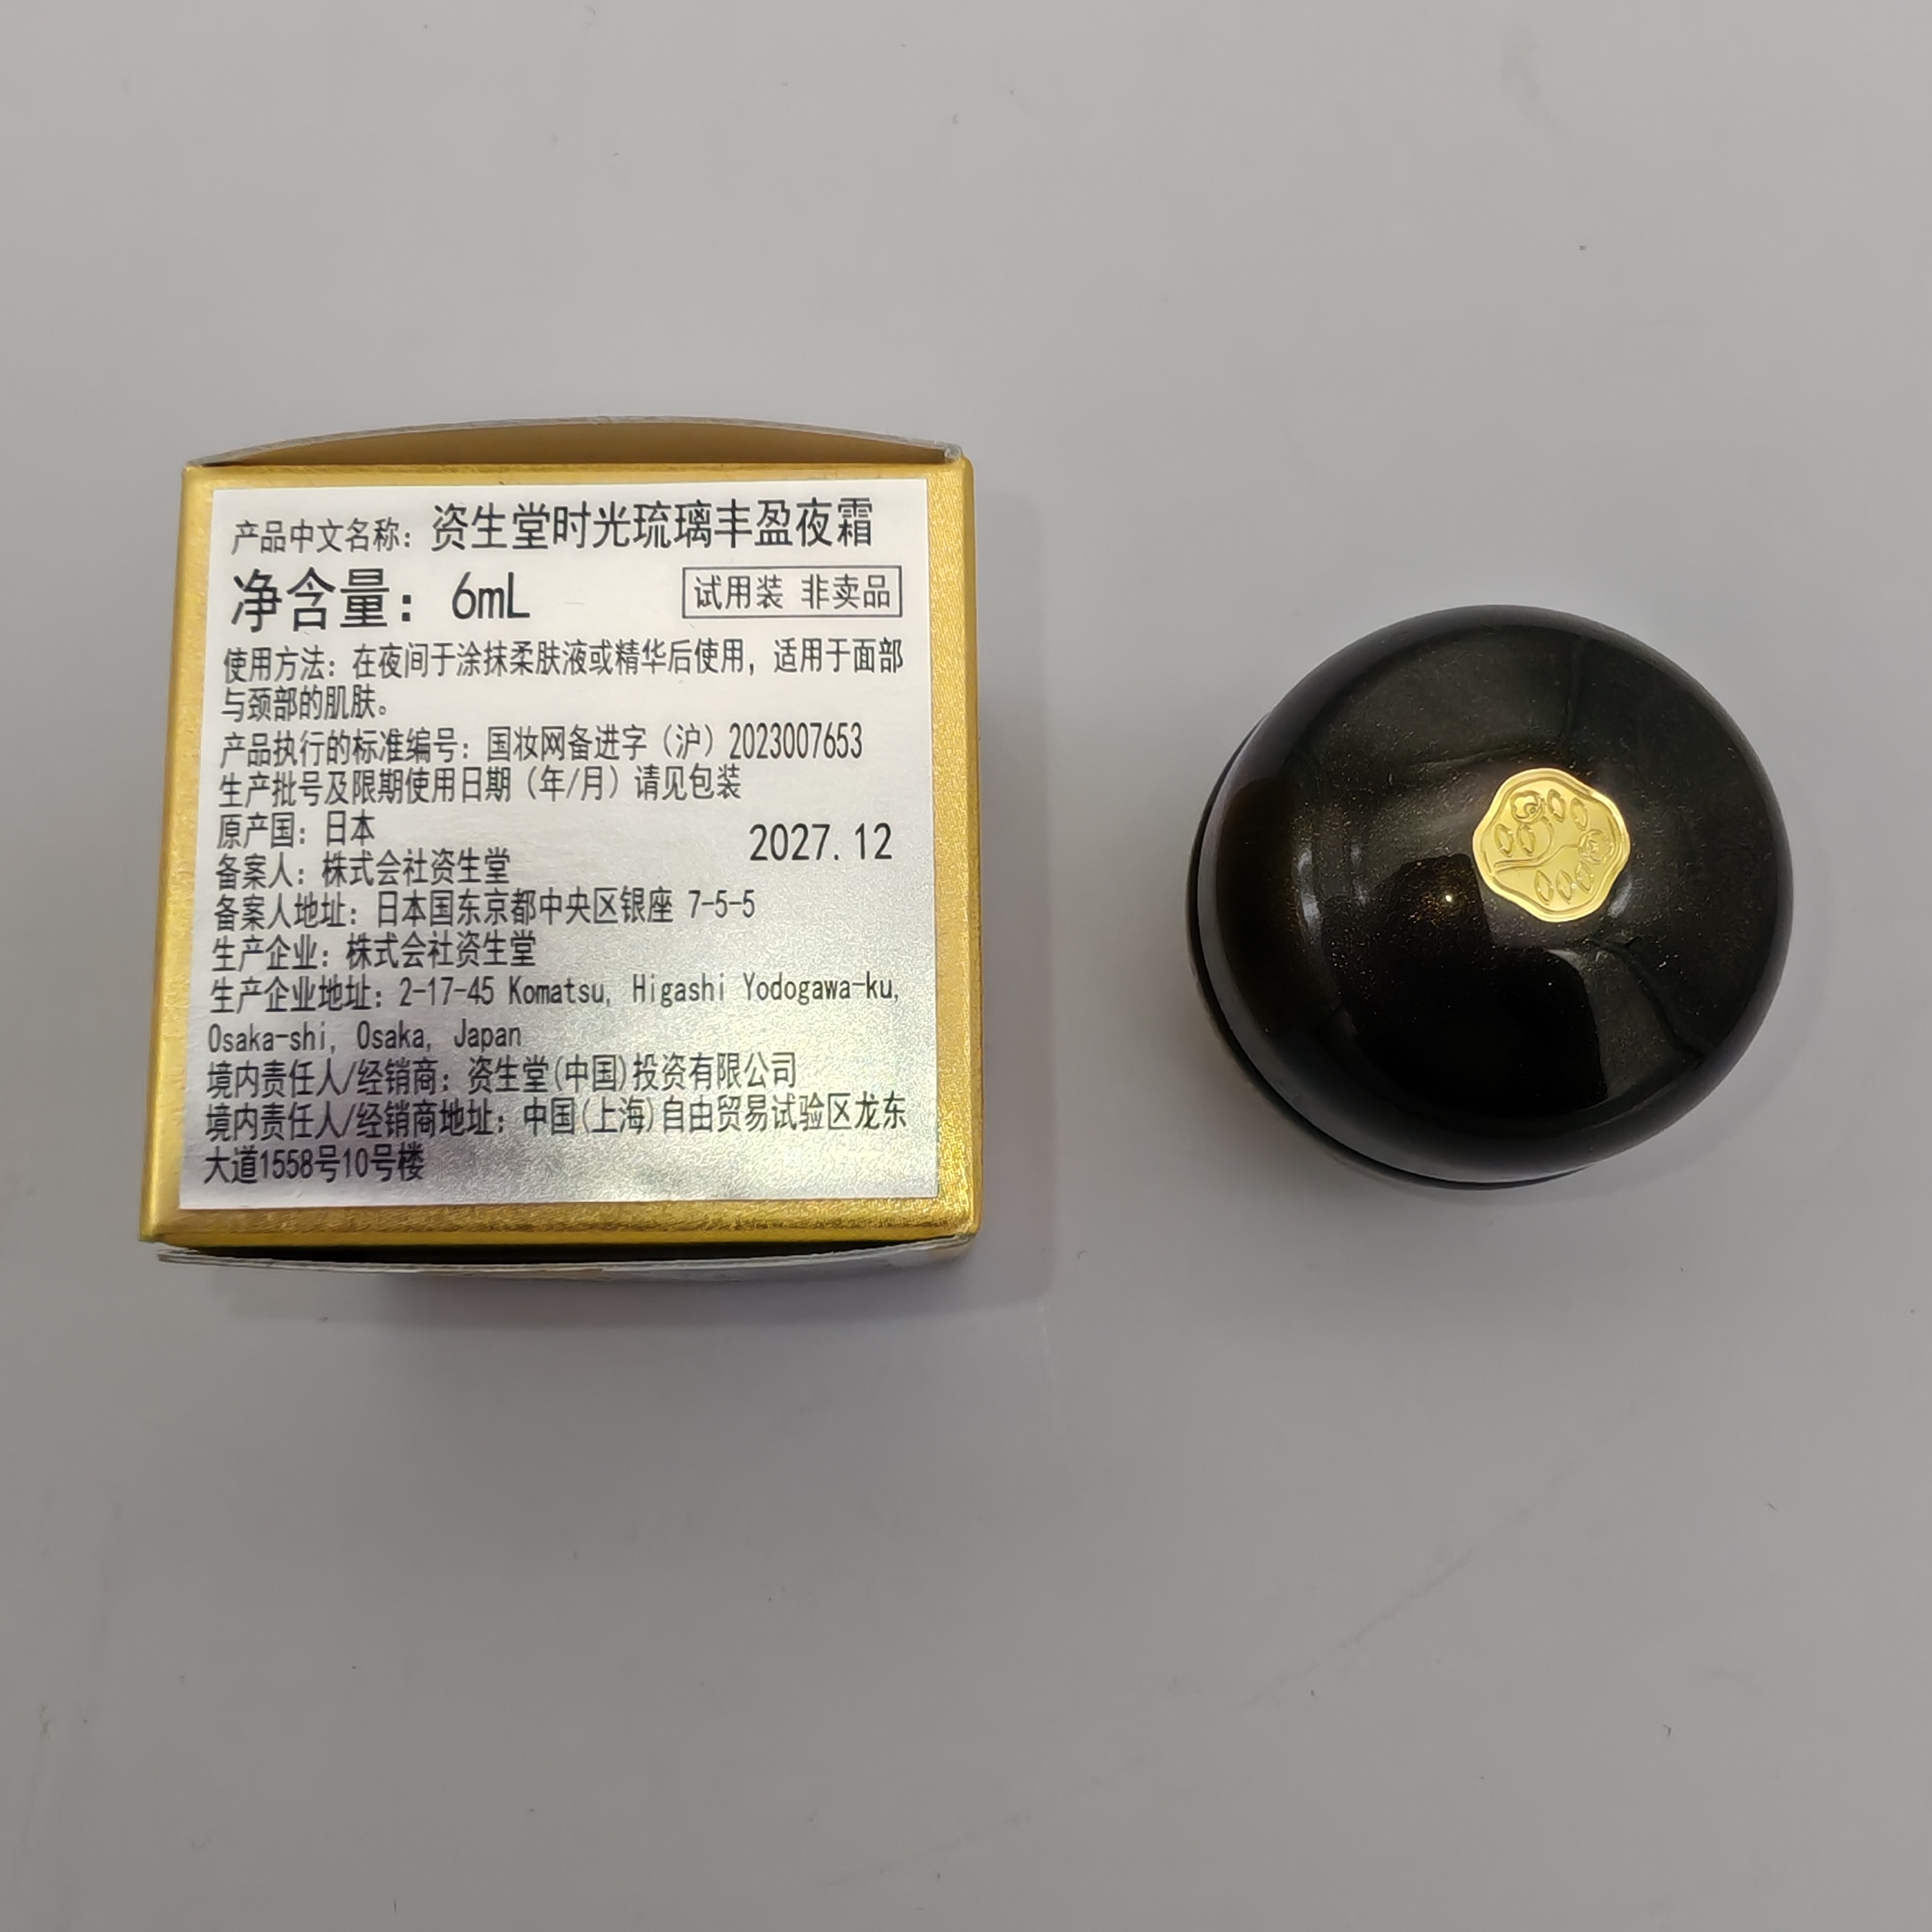 产品中文名称：资生堂时光琉璃丰盈夜霜
净含量：6mL
试用装 非卖品
使用方法：在夜间于涂抹柔肤液或精华后使用，适用于面部
与颈部的肌肤。
产品执行的标准编号：国妆网备进字（沪）2023007653
生产批号及限期使用日期（年/月）请见包装
原产国：日本
2027.12
备案人：株式会社资生堂
备案人地址：日本国东京都中央区银座 7-5-5
生产企业：株式会社资生堂
生产企业地址：2-17-45 Komatsu, Higashi Yodogawa-ku,
Osaka-shi, Osaka, Japan
境内责任人/经销商：资生堂(中国)投资有限公司
境内责任人/经销商地址：中国(上海)自由贸易试验区龙东
大道1558号10号楼